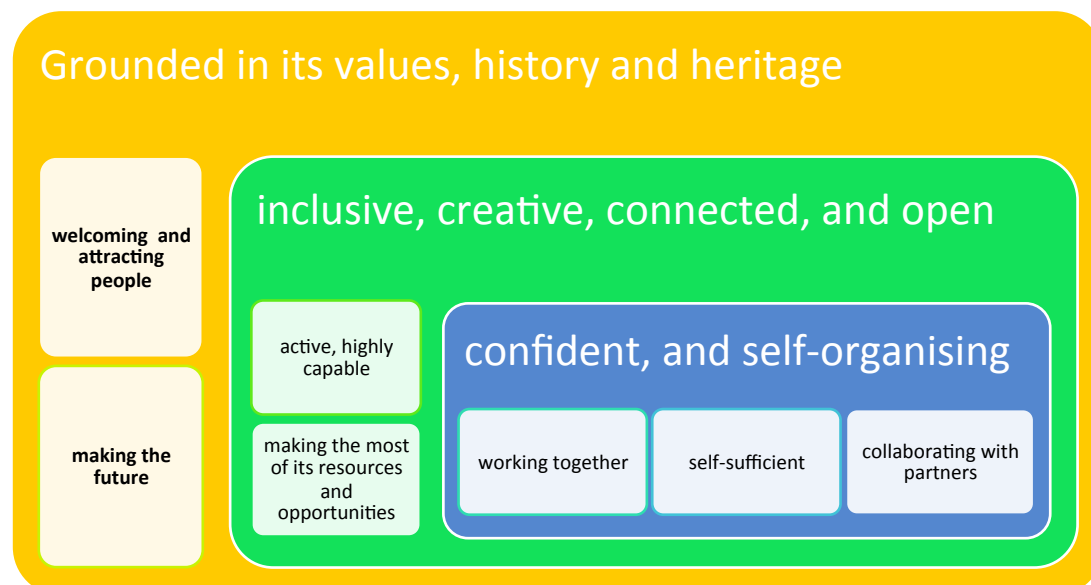 Grounded in its values, history and heritage
welcoming and
attracting
people
making the
future
inclusive, creative, connected, and open
active, highly
capable
making the most
of its resources
and
opportunities
confident, and self-organising
working together
self-sufficient
collaborating with
partners